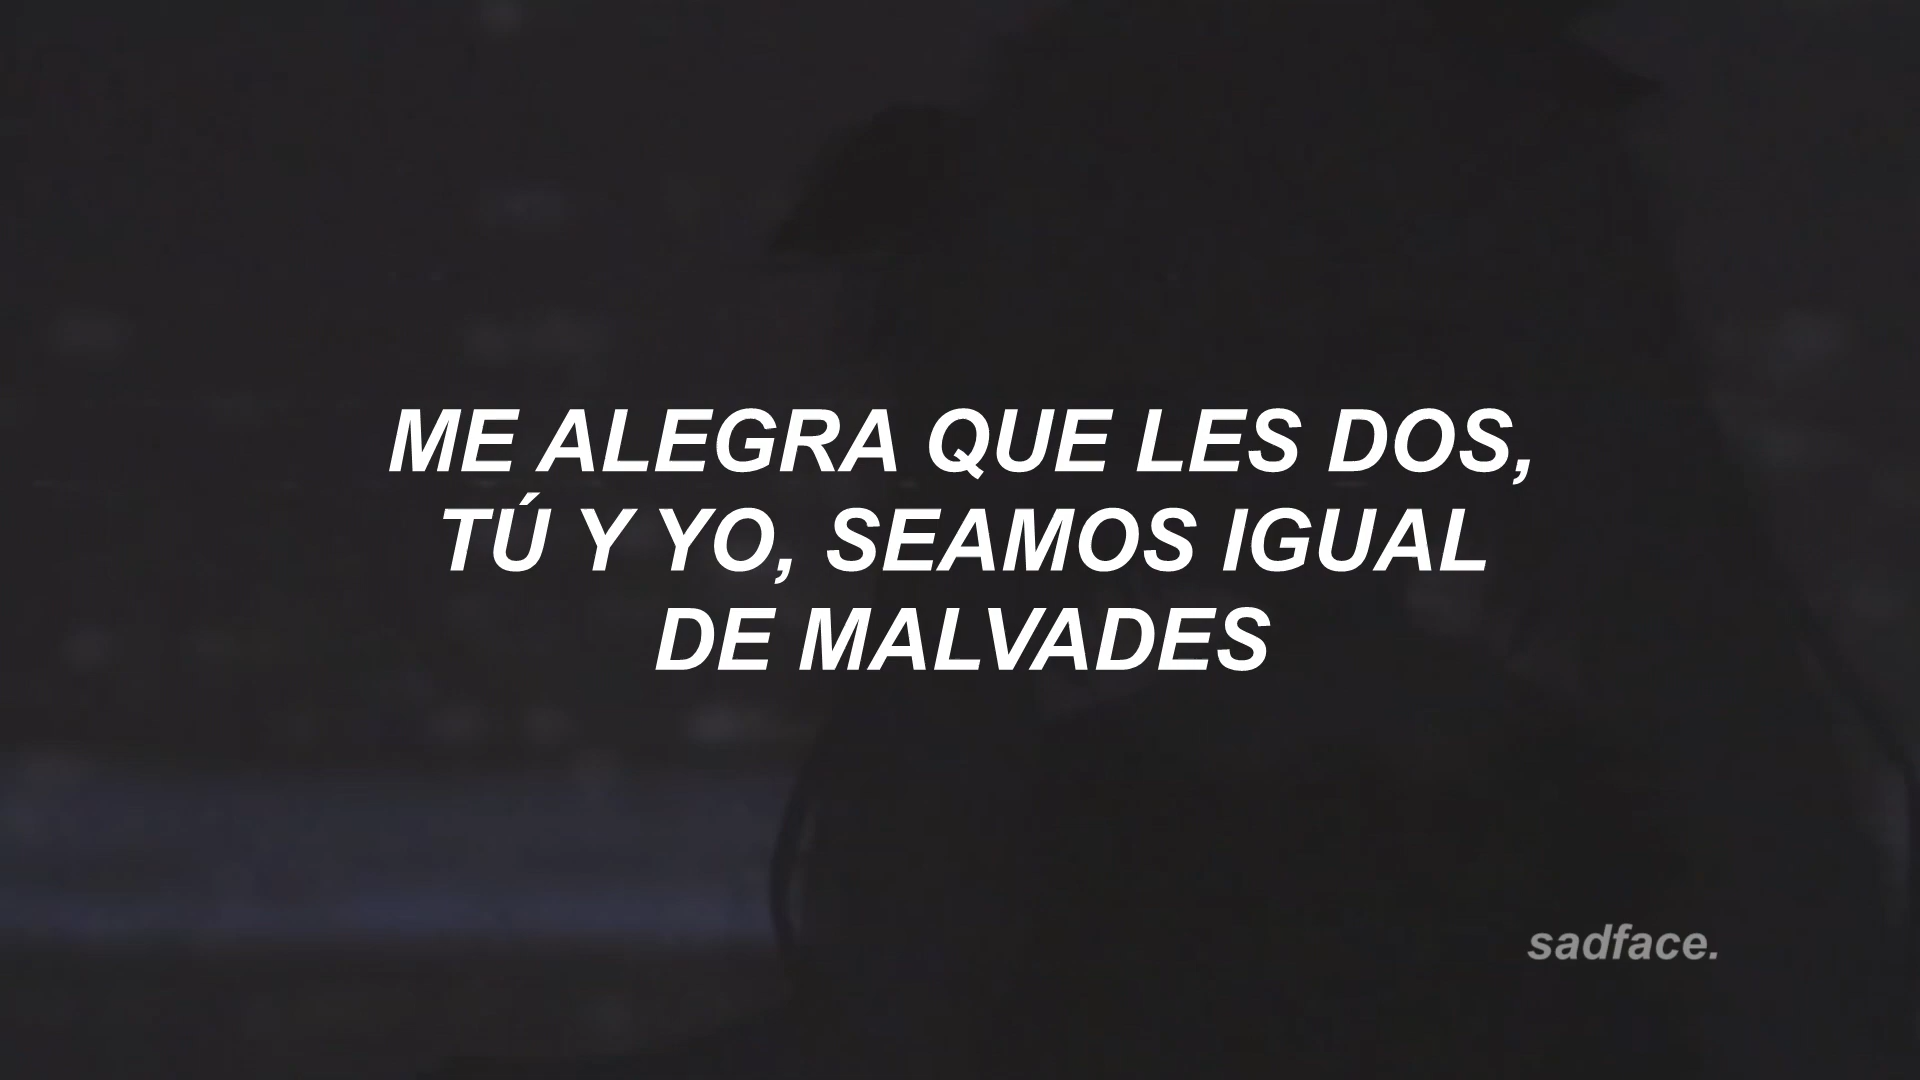 ME ALEGRA QUE LES DOS,
TÚ Y YO, SEAMOS IGUAL
DE MALVADES
sadface.